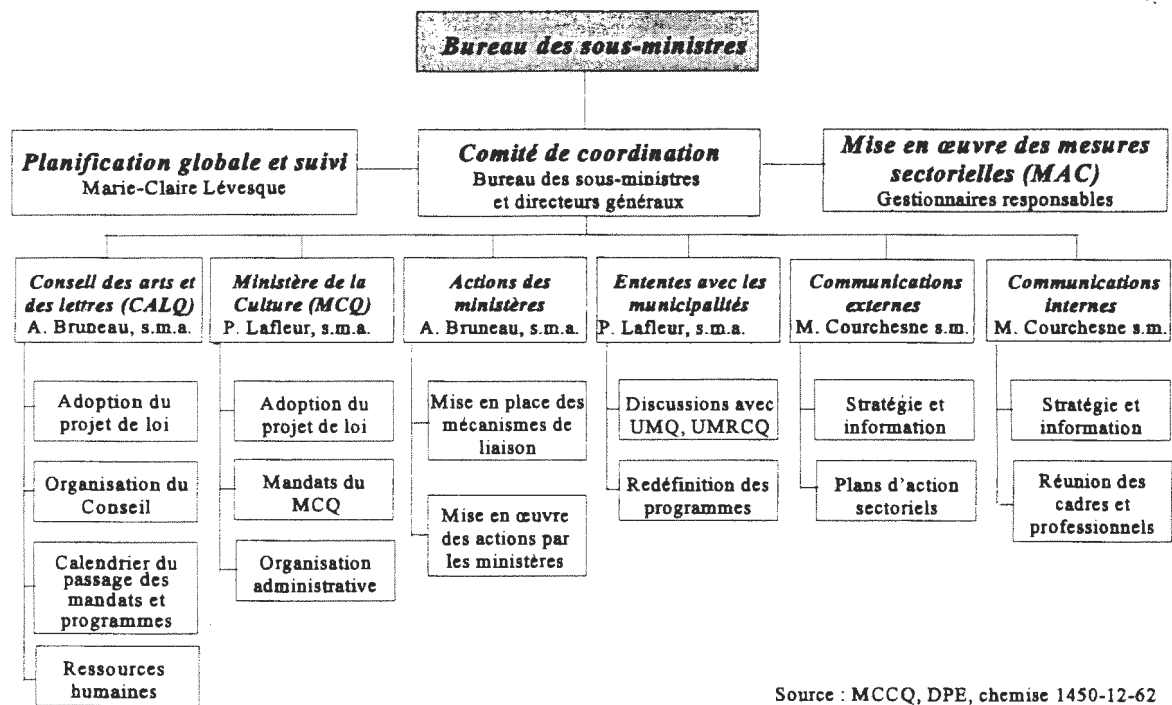 Bureau des sous-ministres
Planification globale et suivi
Marie-Claire Lévesque
Comité de coordination
Bureau des sous-ministres
et directeurs généraux
Mise en œuvre des mesures
sectorielles (MAC)
Gestionnaires responsables
Conseil des arts et
des lettres (CALQ)
A. Bruneau, s.m.a.
Ministère de la
Culture (MCQ)
P. Lafleur, s.m.a.
Actions des
ministères
A. Bruneau, s.m.a.
Ententes avec les
municipalités
P. Lafleur, s.m.a.
Communications
externes
M. Courchesne s.m.
Communications
internes
M. Courchesne s.m.
Adoption du
projet de loi
Organisation du
Conseil
Calendrier du
passage des
mandats et
programmes
Ressources
humaines
Adoption du
projet de loi
Mandats du
MCQ
Organisation
administrative
Mise en place des
mécanismes de
liaison
Mise en œuvre
des actions par
les ministères
Discussions avec
UMQ, UMRCQ
Redéfinition des
programmes
Stratégie et
information
Plans d'action
sectoriels
Stratégie et
information
Réunion des
cadres et
professionnels
Source : MCCQ, DPE, chemise 1450-12-62